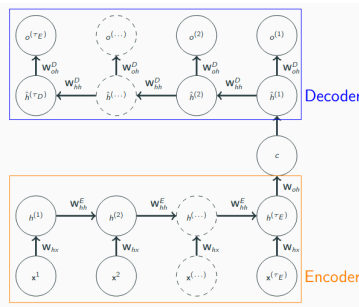 o^(τ_E) o^(...) o^(2) o^(1)
W^D_oh W^D_oh W^D_oh W^D_oh
W^D_hh W^D_hh W^D_hh
ĥ^(τ_D) ĥ^(...) ĥ^(2) ĥ^(1) Decoder
c
W_oh
W^E_hh W^E_hh W^E_hh
h^(1) h^(2) h^(...) h^(τ_E)
W_hx W_hx W_hx W_hx
x^1 x^2 x^(...) x^(τ_E) Encoder